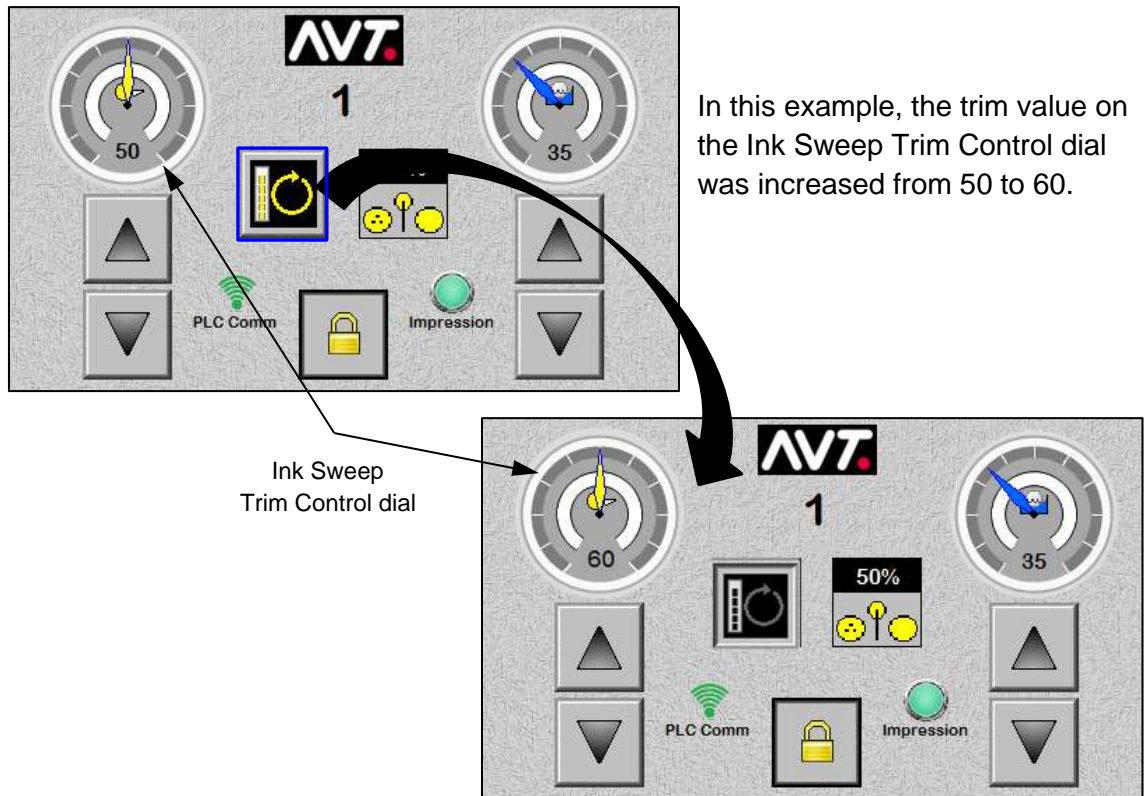 AVT.
1
50
35
%
PLC Comm
Impression
In this example, the trim value on
the Ink Sweep Trim Control dial
was increased from 50 to 60.
Ink Sweep
Trim Control dial
AVT.
1
60
50%
35
PLC Comm
Impression